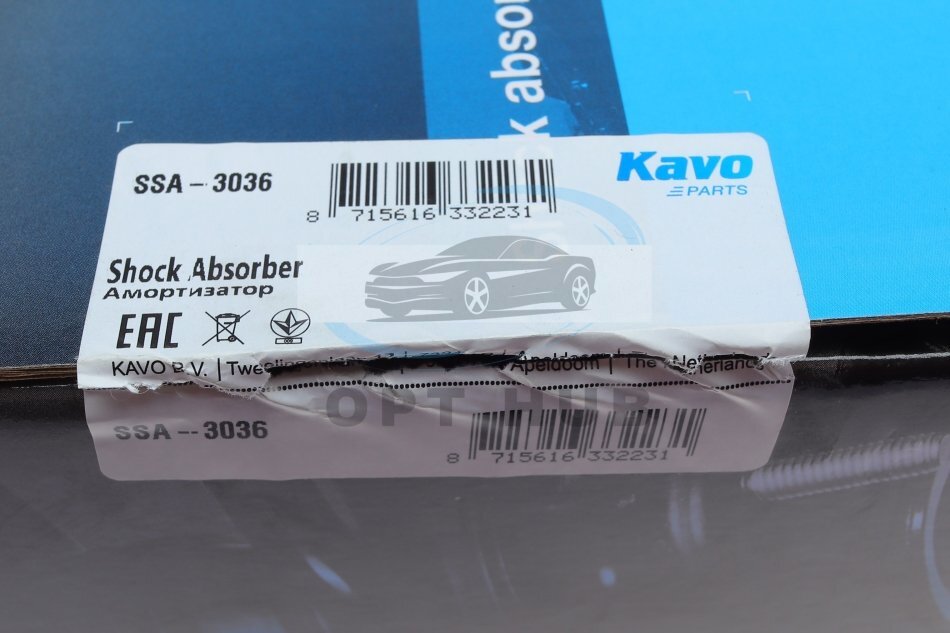 k absor
SSA - 3036
8 715616 332231
Kavo
PARTS
Shock Absorber
Амортизатор
EAC
KAVO B.V. | Apeldoorn | The Netherlands
OPT HUB
SSA - 3036
8 715616 332231